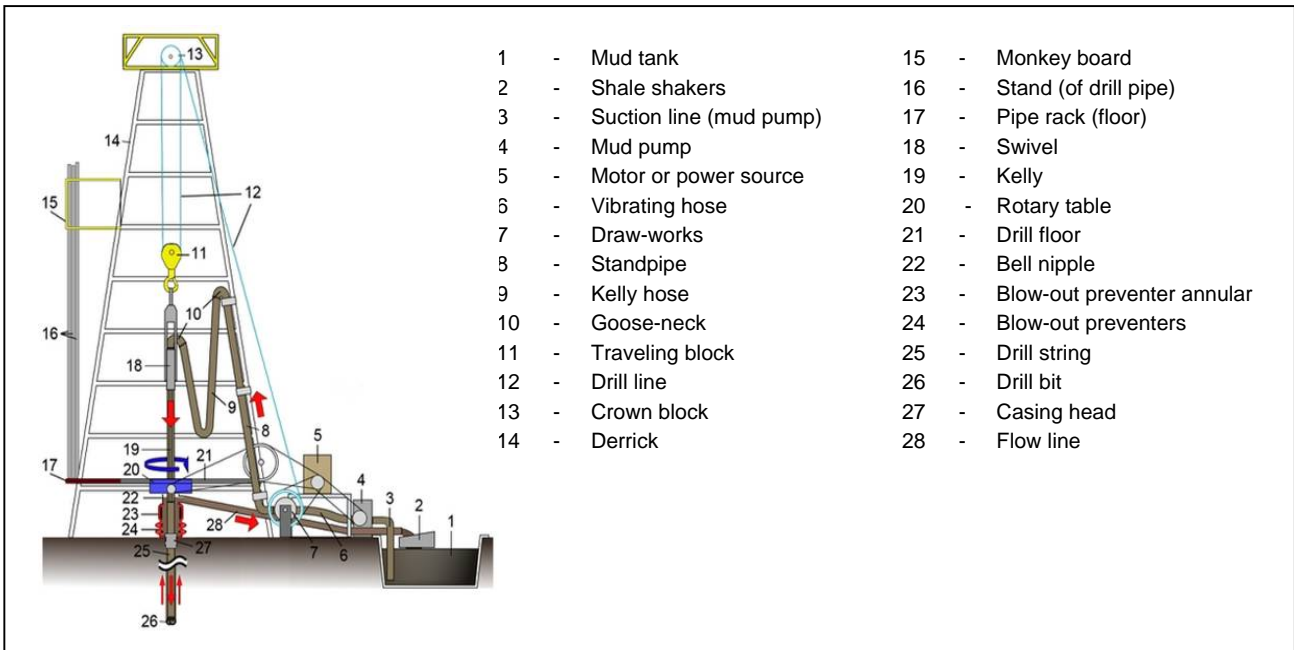 1 - Mud tank
2 - Shale shakers
3 - Suction line (mud pump)
4 - Mud pump
5 - Motor or power source
6 - Vibrating hose
7 - Draw-works
8 - Standpipe
9 - Kelly hose
10 - Goose-neck
11 - Traveling block
12 - Drill line
13 - Crown block
14 - Derrick
15 - Monkey board
16 - Stand (of drill pipe)
17 - Pipe rack (floor)
18 - Swivel
19 - Kelly
20 - Rotary table
21 - Drill floor
22 - Bell nipple
23 - Blow-out preventer annular
24 - Blow-out preventers
25 - Drill string
26 - Drill bit
27 - Casing head
28 - Flow line
13
14
12
15
11
10
16
18
9
8
19
21
5
17
20
4
22
3
23
2
1
28
24
25
27
7
6
26